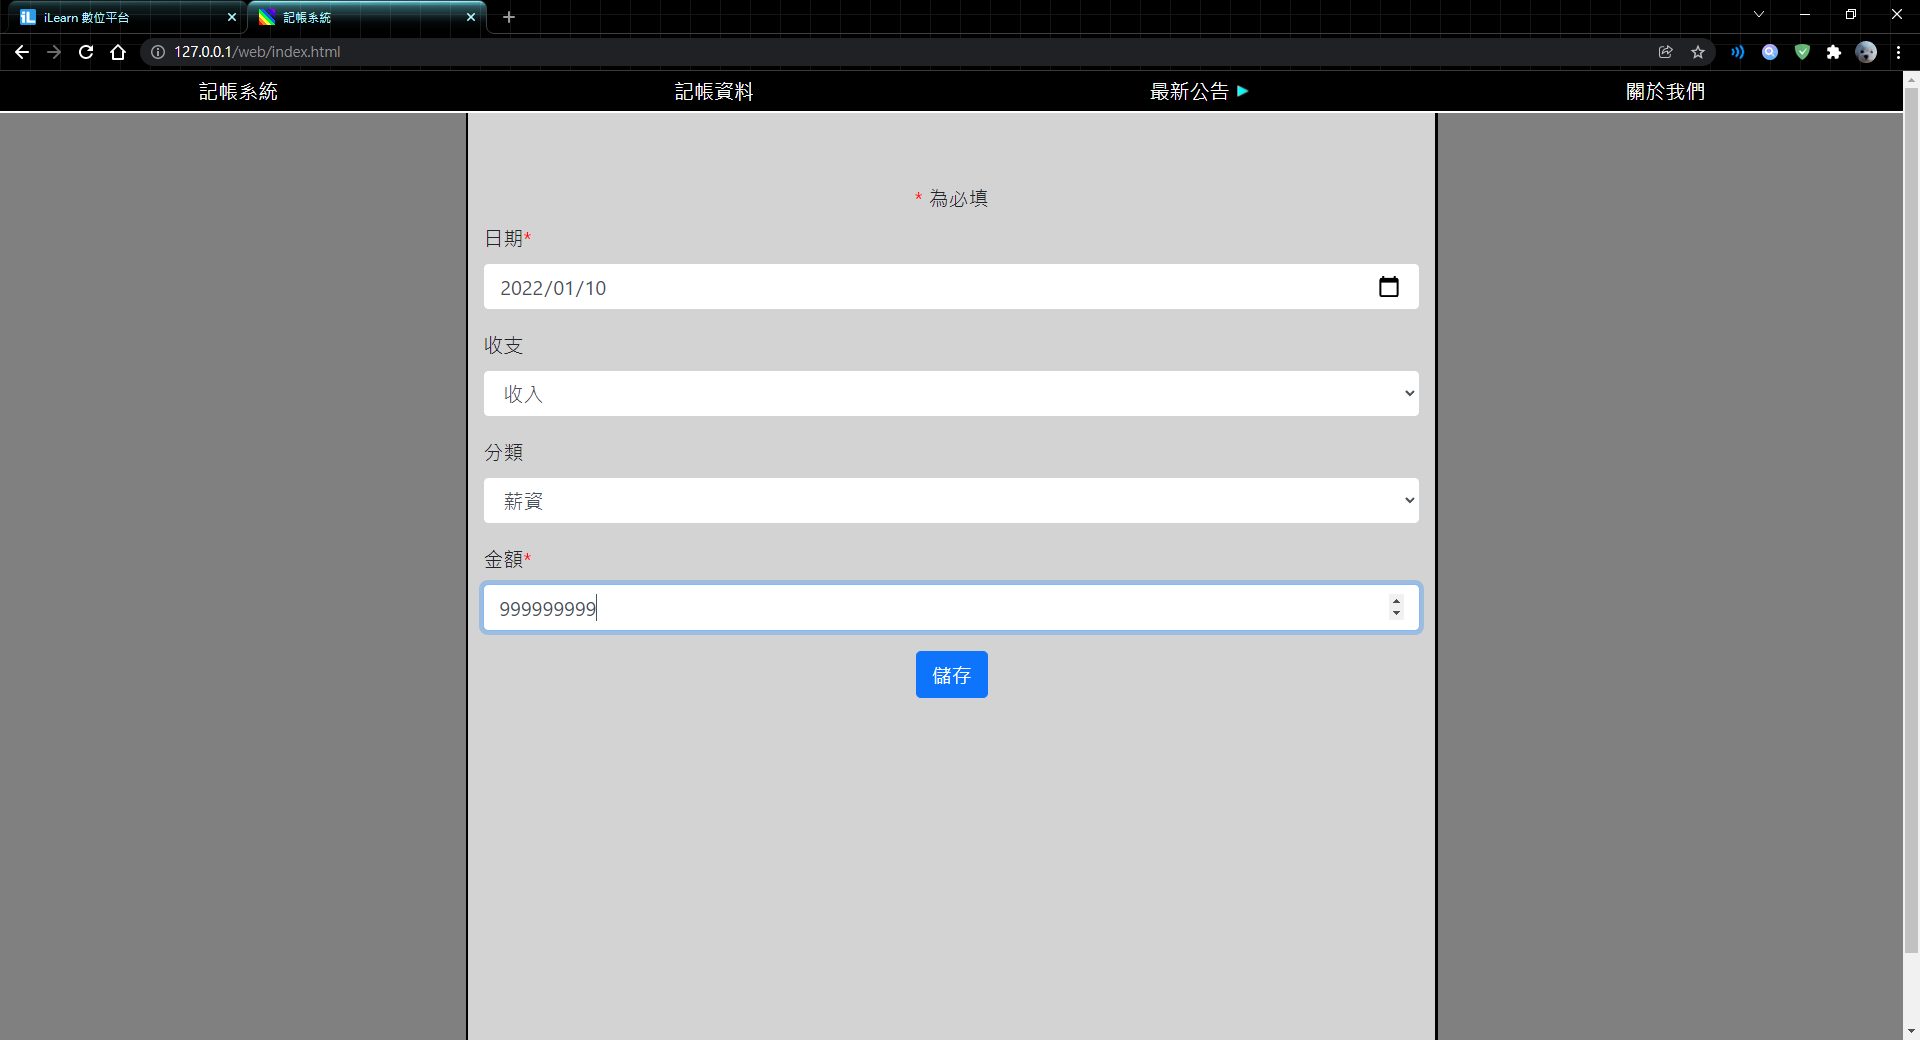 iLearn 數位平台
記帳系統
127.0.0.1/web/index.html
記帳系統
記帳資料
最新公告
關於我們
* 為必填
日期*
2022/01/10
收支
收入
分類
薪資
金額*
999999999
儲存